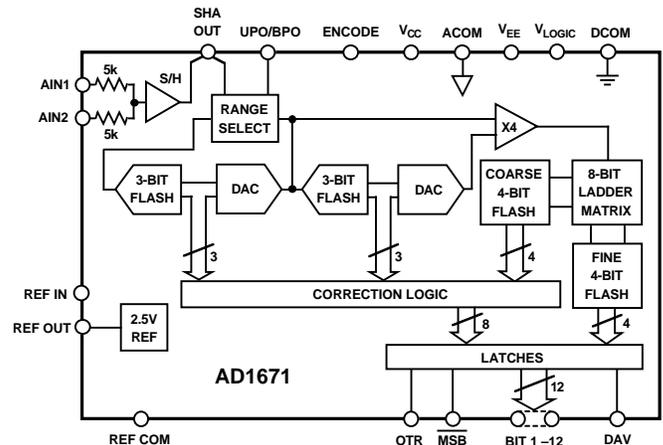 SHA
OUT
UPO/BPO
ENCODE
VCC
ACOM
VEE
VLOGIC
DCOM
AIN1
5k
S/H
AIN2
5k
RANGE
SELECT
X4
3-BIT
FLASH
DAC
3-BIT
FLASH
DAC
COARSE
4-BIT
FLASH
8-BIT
LADDER
MATRIX
3
3
4
FINE
4-BIT
FLASH
REF IN
CORRECTION LOGIC
REF OUT
2.5V
REF
8
4
LATCHES
AD1671
12
REF COM
OTR
MSB
BIT 1 –12
DAV